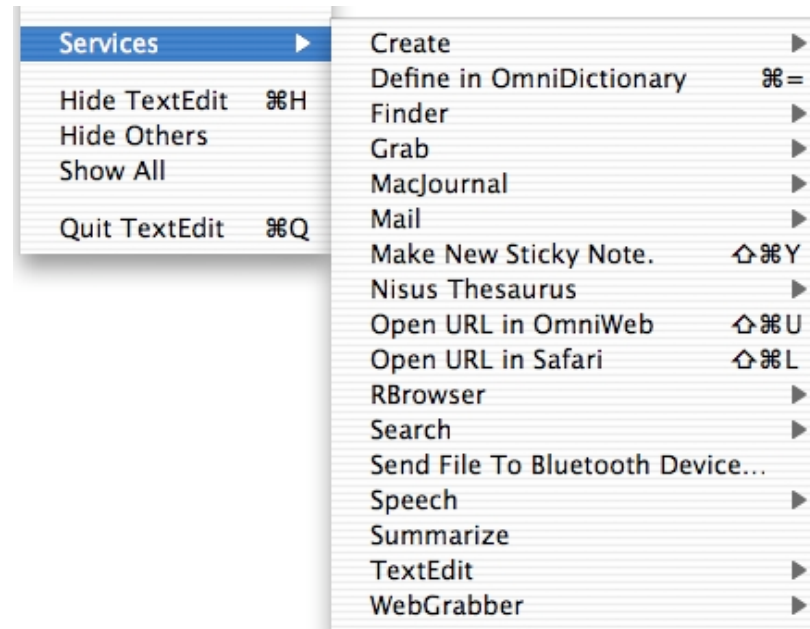 Services ▶
Hide TextEdit ⌘H
Hide Others
Show All
Quit TextEdit ⌘Q
Create ▶
Define in OmniDictionary ⌘=
Finder ▶
Grab ▶
MacJournal ▶
Mail ▶
Make New Sticky Note. ⇧⌘Y
Nisus Thesaurus ▶
Open URL in OmniWeb ⇧⌘U
Open URL in Safari ⇧⌘L
RBrowser ▶
Search ▶
Send File To Bluetooth Device...
Speech ▶
Summarize
TextEdit ▶
WebGrabber ▶